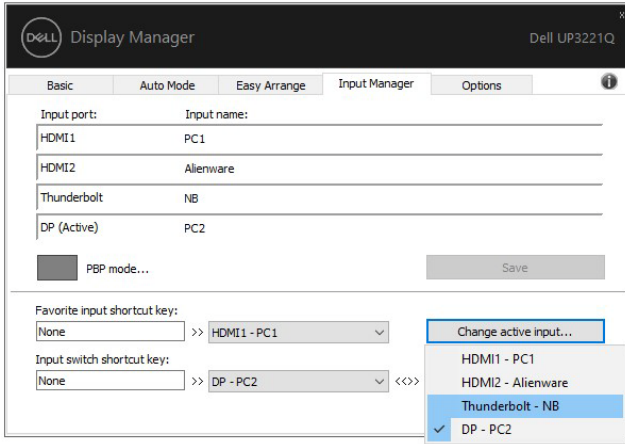 x
DELL Display Manager Dell UP3221Q
Basic Auto Mode Easy Arrange Input Manager Options i
Input port: Input name:
HDMI1 PC1
HDMI2 Alienware
Thunderbolt NB
DP (Active) PC2
PBP mode... Save
Favorite input shortcut key:
None >> HDMI1 - PC1 Change active input...
Input switch shortcut key:
None >> DP - PC2 <<>>
HDMI1 - PC1
HDMI2 - Alienware
Thunderbolt - NB
✓ DP - PC2